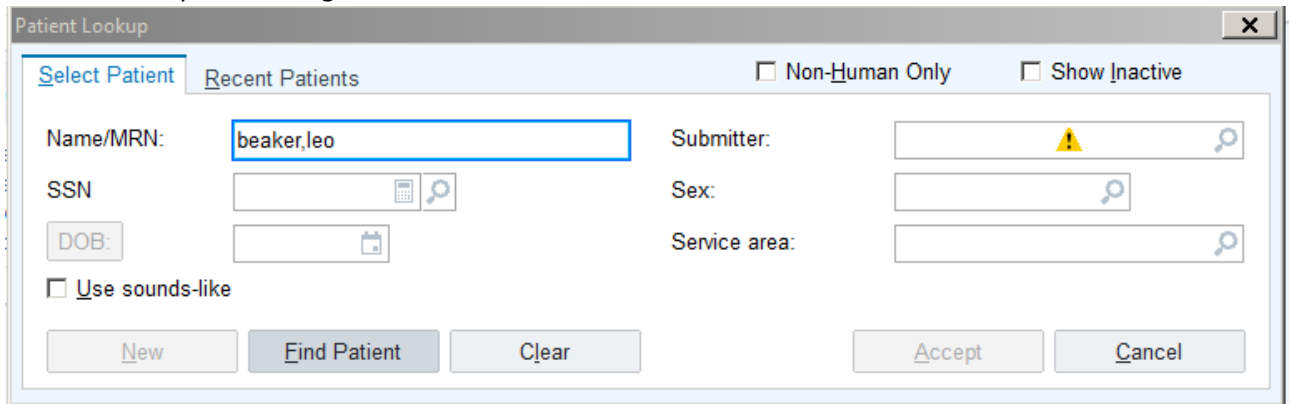 Patient Lookup
Select Patient Recent Patients Non-Human Only Show Inactive
Name/MRN: beaker,leo Submitter:
SSN Sex:
DOB: Service area:
Use sounds-like
New Find Patient Clear Accept Cancel